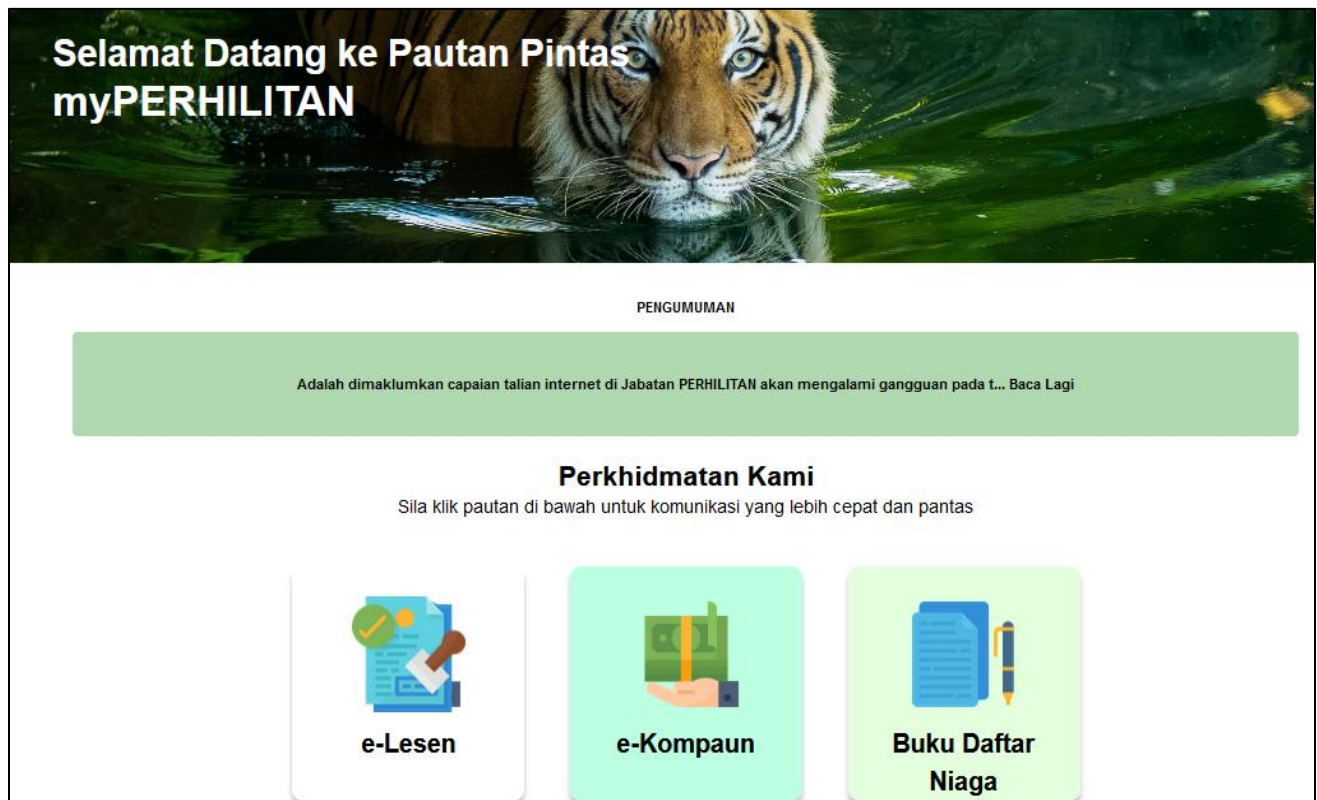 Selamat Datang ke Pautan Pintas
myPERHILITAN
PENGUMUMAN
Adalah dimaklumkan capaian talian internet di Jabatan PERHILITAN akan mengalami gangguan pada t... Baca Lagi
Perkhidmatan Kami
Sila klik pautan di bawah untuk komunikasi yang lebih cepat dan pantas
e-Lesen
e-Kompaun
Buku Daftar
Niaga